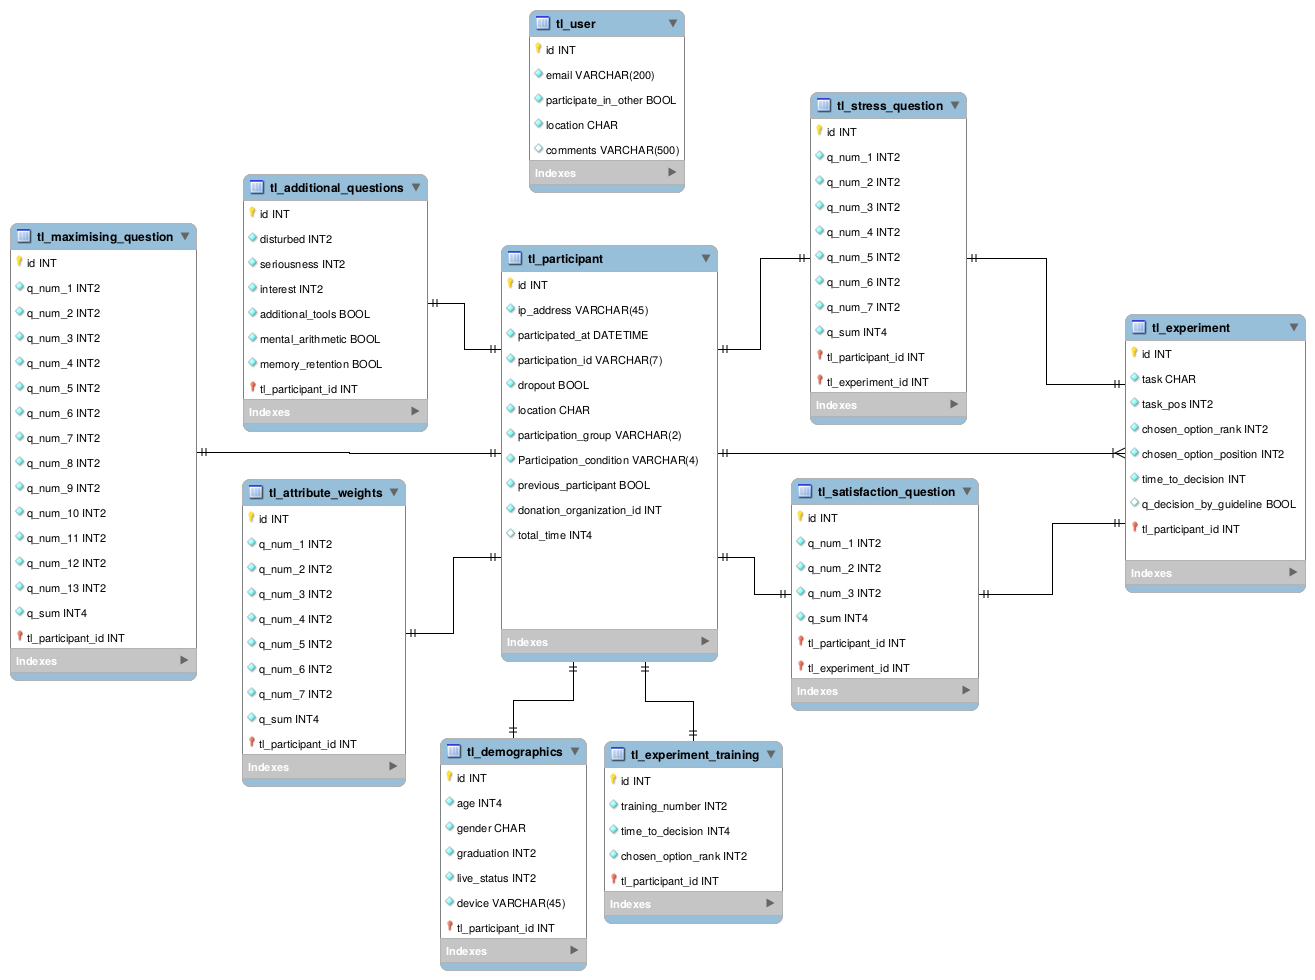 tl_user
id INT
email VARCHAR(200)
participate_in_other BOOL
location CHAR
comments VARCHAR(500)
Indexes
tl_stress_question
id INT
q_num_1 INT2
q_num_2 INT2
q_num_3 INT2
q_num_4 INT2
q_num_5 INT2
q_num_6 INT2
q_num_7 INT2
q_sum INT4
tl_participant_id INT
tl_experiment_id INT
Indexes
tl_additional_questions
id INT
disturbed INT2
seriousness INT2
interest INT2
additional_tools BOOL
mental_arithmetic BOOL
memory_retention BOOL
tl_participant_id INT
Indexes
tl_maximising_question
id INT
q_num_1 INT2
q_num_2 INT2
q_num_3 INT2
q_num_4 INT2
q_num_5 INT2
q_num_6 INT2
q_num_7 INT2
q_num_8 INT2
q_num_9 INT2
q_num_10 INT2
q_num_11 INT2
q_num_12 INT2
q_num_13 INT2
q_sum INT4
tl_participant_id INT
Indexes
tl_participant
id INT
ip_address VARCHAR(45)
participated_at DATETIME
participation_id VARCHAR(7)
dropout BOOL
location CHAR
participation_group VARCHAR(2)
Participation_condition VARCHAR(4)
previous_participant BOOL
donation_organization_id INT
total_time INT4
Indexes
tl_experiment
id INT
task CHAR
task_pos INT2
chosen_option_rank INT2
chosen_option_position INT2
time_to_decision INT
q_decision_by_guideline BOOL
tl_participant_id INT
Indexes
tl_attribute_weights
id INT
q_num_1 INT2
q_num_2 INT2
q_num_3 INT2
q_num_4 INT2
q_num_5 INT2
q_num_6 INT2
q_num_7 INT2
q_sum INT4
tl_participant_id INT
Indexes
tl_satisfaction_question
id INT
q_num_1 INT2
q_num_2 INT2
q_num_3 INT2
q_sum INT4
tl_participant_id INT
tl_experiment_id INT
Indexes
tl_demographics
id INT
age INT4
gender CHAR
graduation INT2
live_status INT2
device VARCHAR(45)
tl_participant_id INT
Indexes
tl_experiment_training
id INT
training_number INT2
time_to_decision INT4
chosen_option_rank INT2
tl_participant_id INT
Indexes